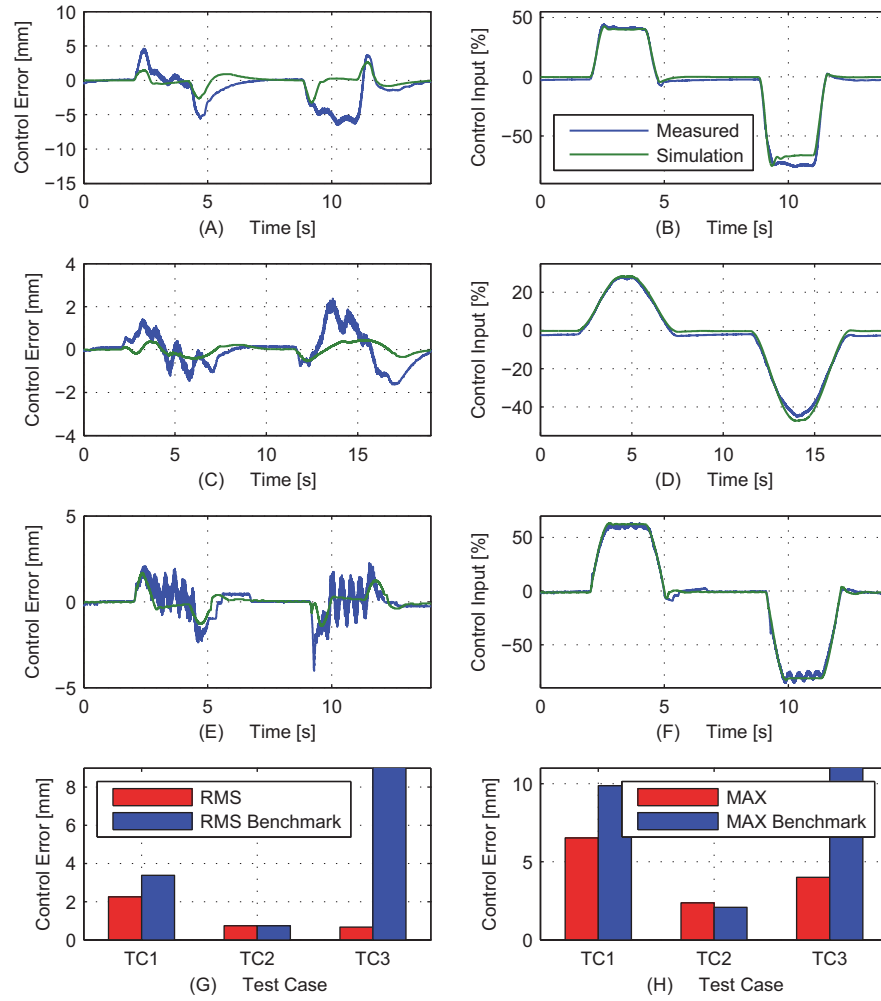 Control Error [mm]
10
5
0
−5
−10
−15
0
5
10
(A) Time [s]
Control Input [%]
50
0
−50
Measured
Simulation
0
5
10
(B) Time [s]
Control Error [mm]
4
2
0
−2
−4
0
5
10
15
(C) Time [s]
Control Input [%]
20
0
−20
−40
0
5
10
15
(D) Time [s]
Control Error [mm]
5
0
−5
0
5
10
(E) Time [s]
Control Input [%]
50
0
−50
0
5
10
(F) Time [s]
Control Error [mm]
8
6
4
2
0
RMS
RMS Benchmark
TC1 TC2 TC3
(G) Test Case
Control Error [mm]
10
5
0
MAX
MAX Benchmark
TC1 TC2 TC3
(H) Test Case